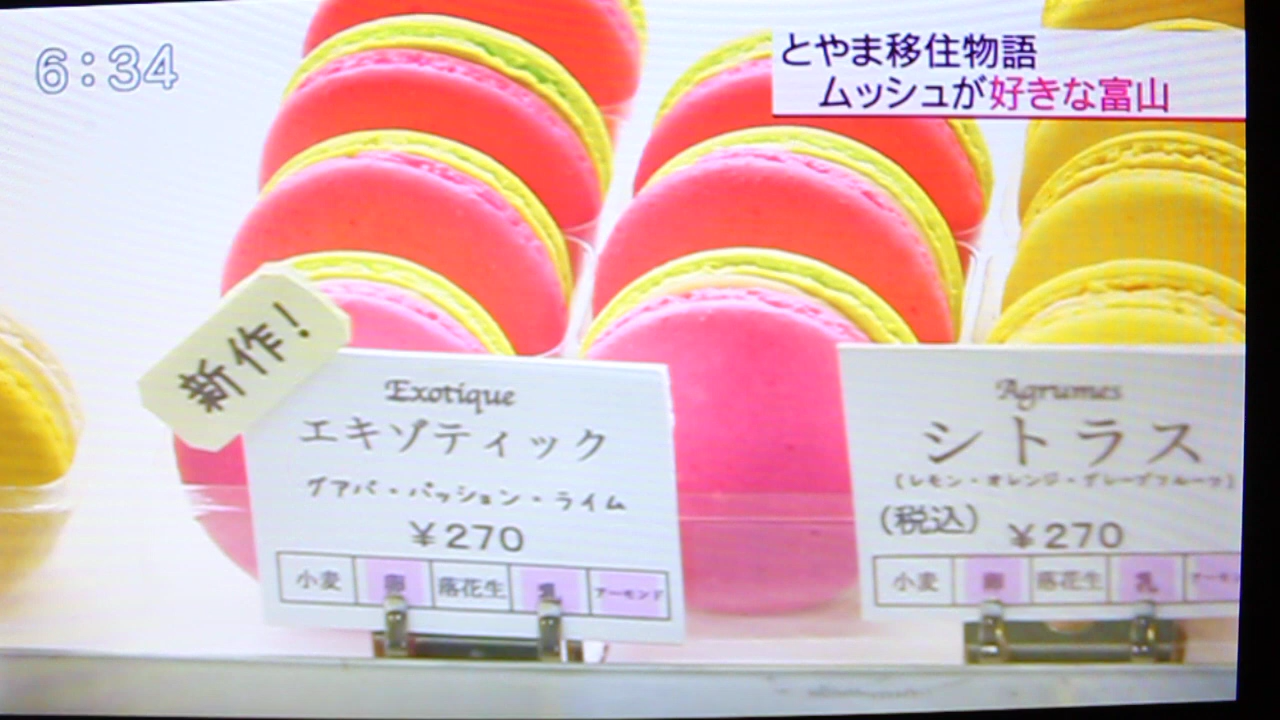 6:34
とやま移住物語
ムッシュが好きな富山
新作!
Exotique
エキゾティック
グアバ・パッション・ライム
¥270
小麦 卵 落花生 乳 アーモンド
Agrumes
シトラス
(レモン・オレンジ・グレープフルーツ)
(税込) ¥270
小麦 卵 落花生 乳